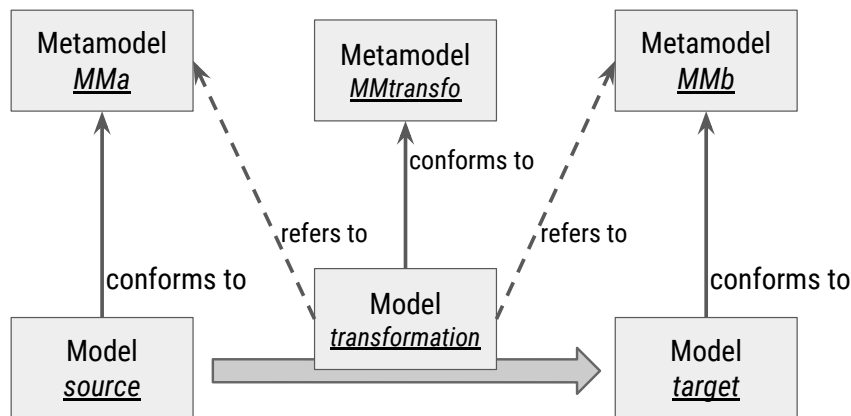 Metamodel
MMa
Metamodel
MMtransfo
Metamodel
MMb
conforms to
refers to
refers to
conforms to
conforms to
Model
source
Model
transformation
Model
target